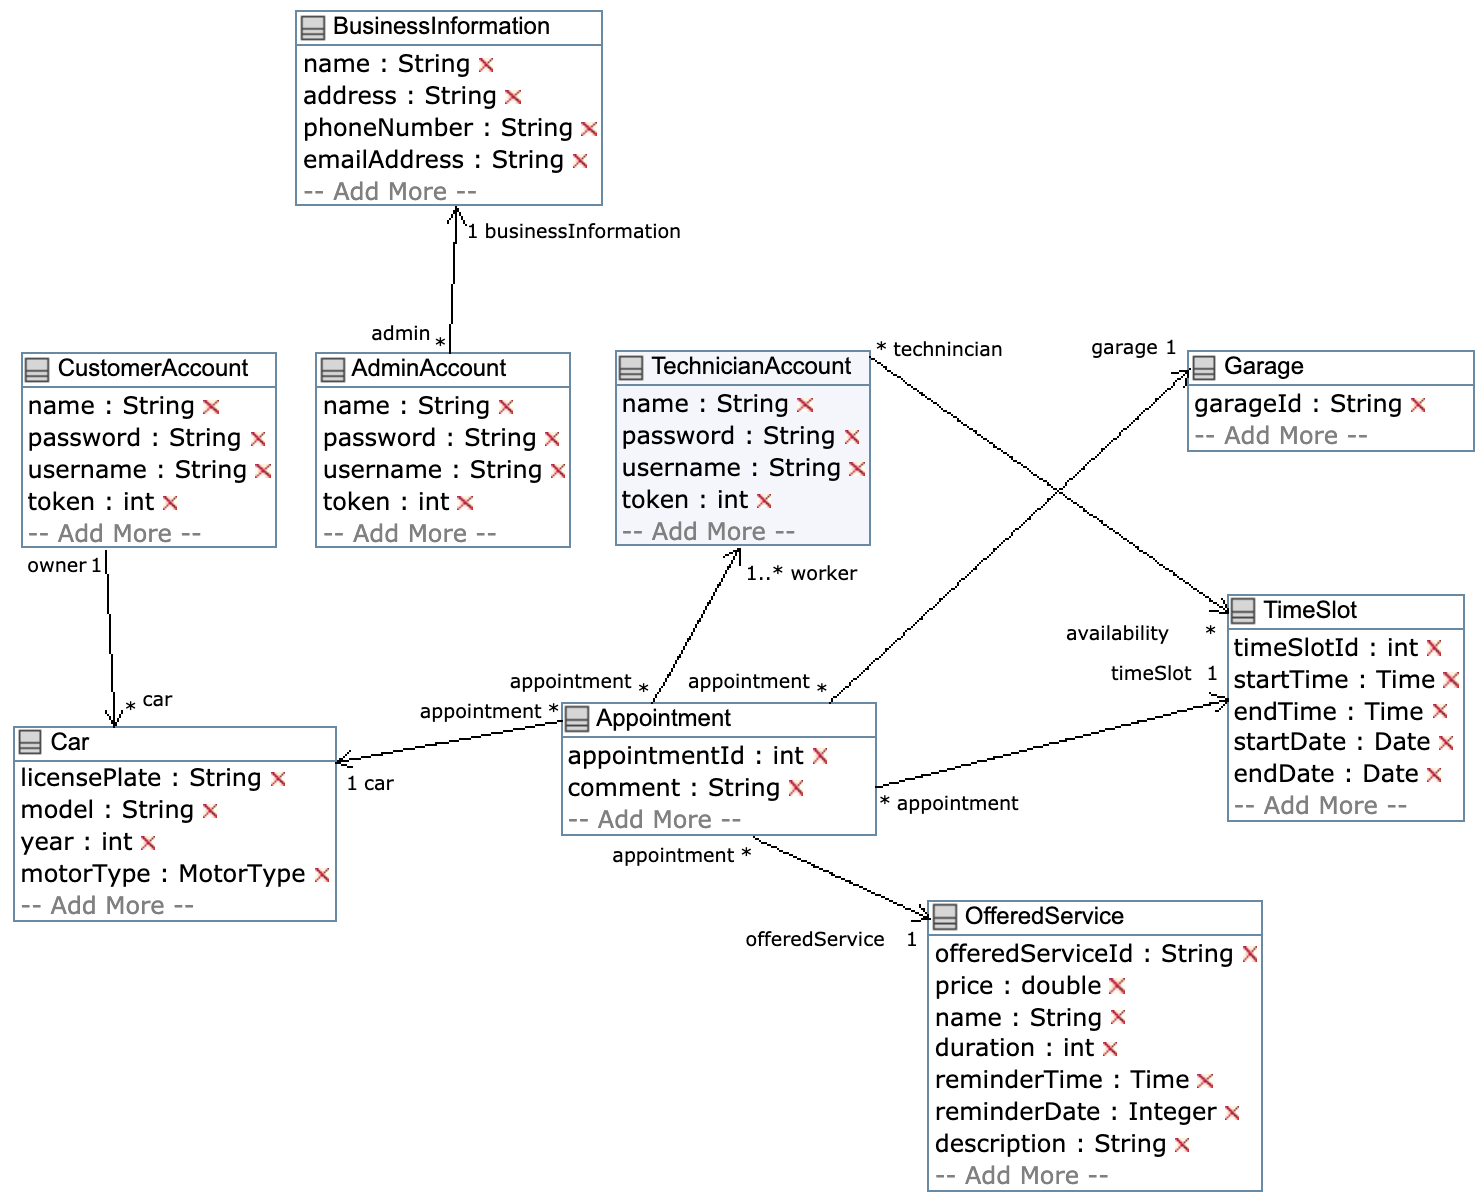 BusinessInformation
name : String
address : String
phoneNumber : String
emailAddress : String
-- Add More --
1 businessInformation
admin
*
CustomerAccount
name : String
password : String
username : String
token : int
-- Add More --
AdminAccount
name : String
password : String
username : String
token : int
-- Add More --
TechnicianAccount
name : String
password : String
username : String
token : int
-- Add More --
* technincian
garage 1
Garage
garageId : String
-- Add More --
owner 1
1..* worker
availability *
timeSlot 1
TimeSlot
timeSlotId : int
startTime : Time
endTime : Time
startDate : Date
endDate : Date
-- Add More --
* car
appointment *
appointment *
appointment *
1 car
Car
licensePlate : String
model : String
year : int
motorType : MotorType
-- Add More --
Appointment
appointmentId : int
comment : String
-- Add More --
* appointment
appointment *
offeredService 1
OfferedService
offeredServiceId : String
price : double
name : String
duration : int
reminderTime : Time
reminderDate : Integer
description : String
-- Add More --